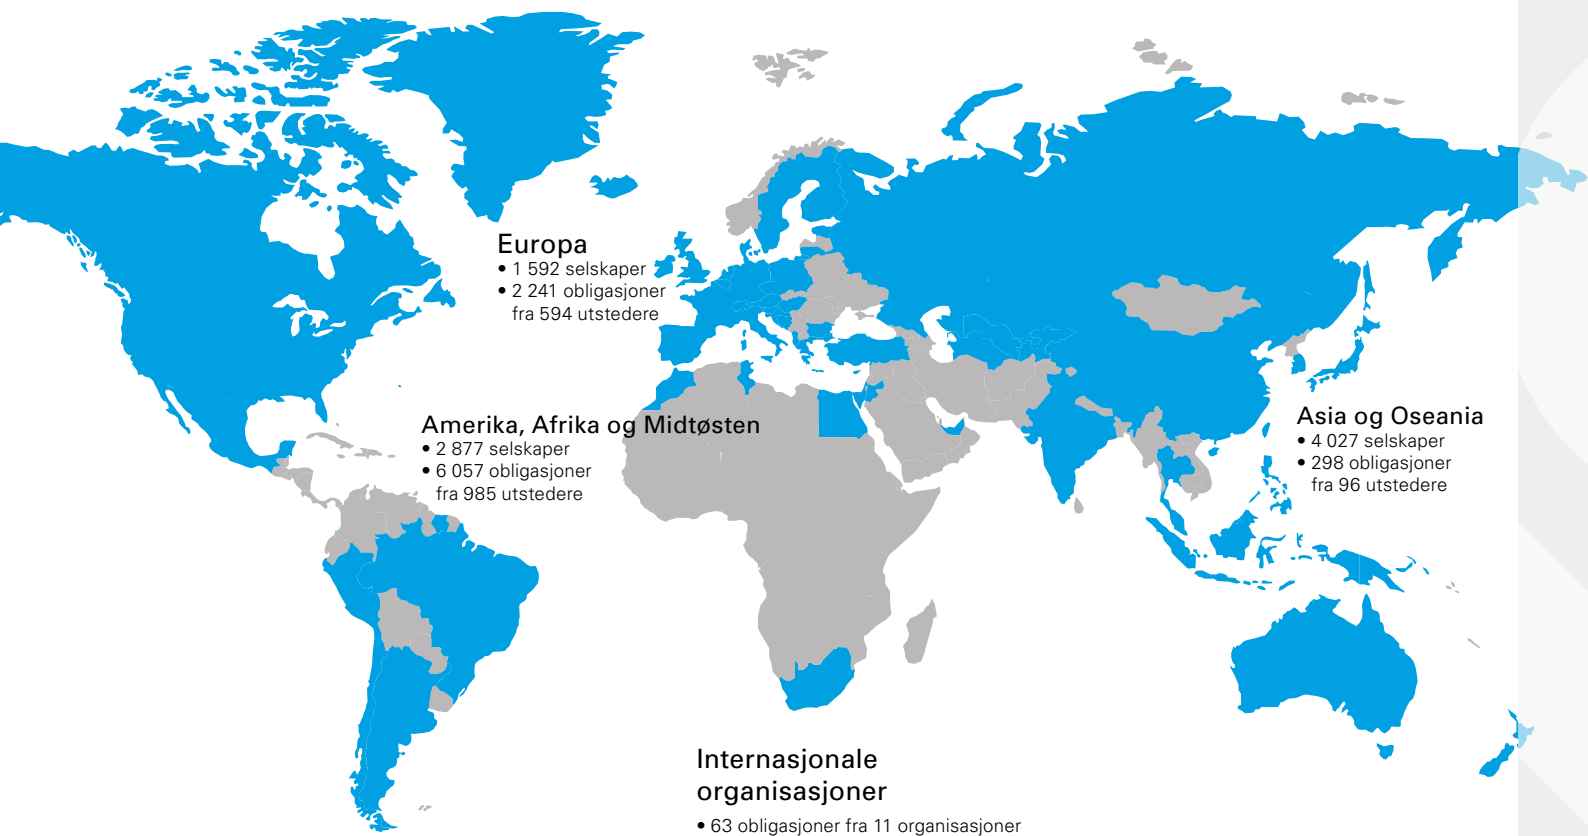 Europa
• 1 592 selskaper
• 2 241 obligasjoner
fra 594 utstedere
Amerika, Afrika og Midtøsten
• 2 877 selskaper
• 6 057 obligasjoner
fra 985 utstedere
Asia og Oseania
• 4 027 selskaper
• 298 obligasjoner
fra 96 utstedere
Internasjonale
organisasjoner
• 63 obligasjoner fra 11 organisasjoner